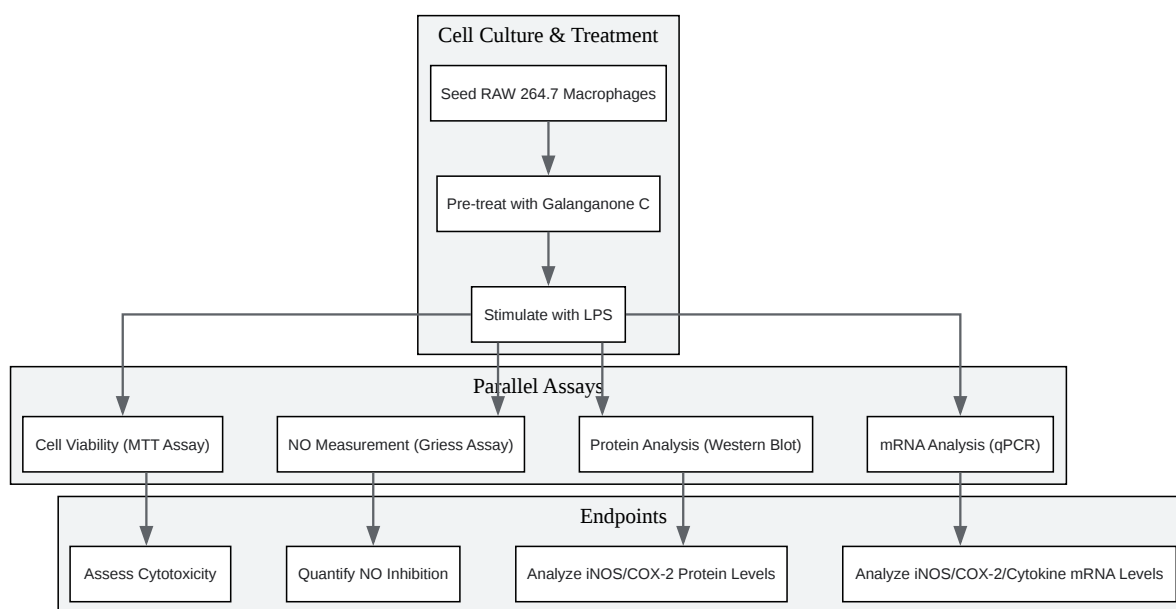 Cell Culture & Treatment
Seed RAW 264.7 Macrophages
Pre-treat with Galanganone C
Stimulate with LPS
Parallel Assays
Cell Viability (MTT Assay)
NO Measurement (Griess Assay)
Protein Analysis (Western Blot)
mRNA Analysis (qPCR)
Endpoints
Assess Cytotoxicity
Quantify NO Inhibition
Analyze iNOS/COX-2 Protein Levels
Analyze iNOS/COX-2/Cytokine mRNA Levels